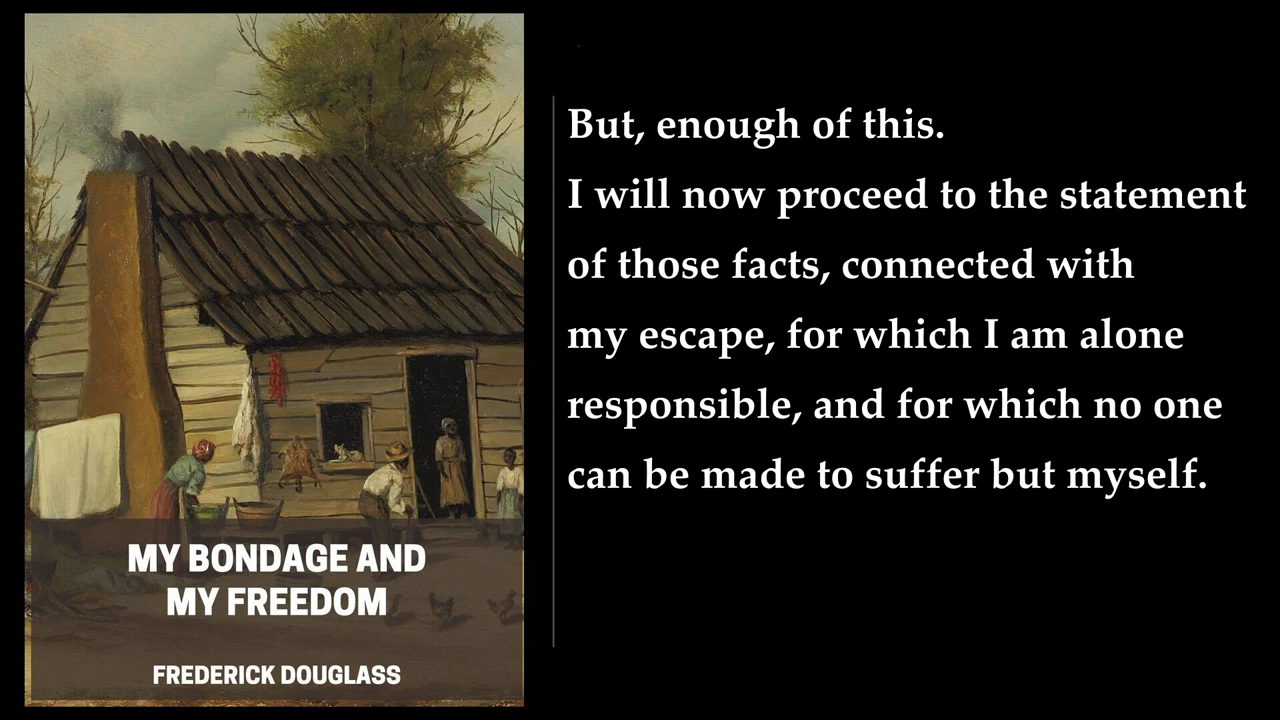 MY BONDAGE AND
MY FREEDOM
FREDERICK DOUGLASS
But, enough of this.
I will now proceed to the statement
of those facts, connected with
my escape, for which I am alone
responsible, and for which no one
can be made to suffer but myself.